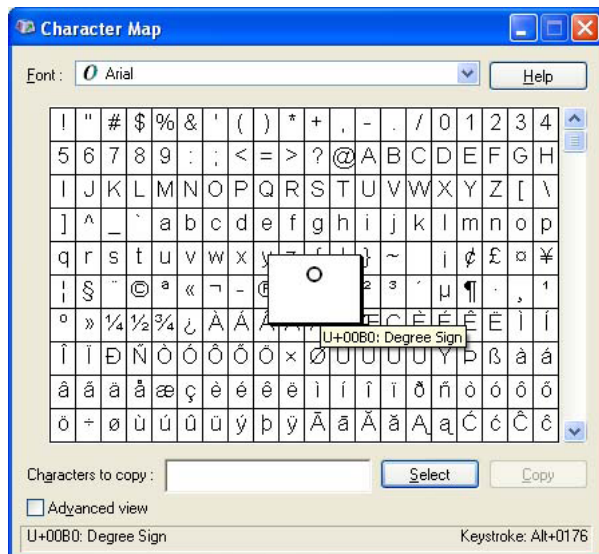 Character Map
Font : O Arial Help
! " # $ % & ' ( ) * + , - . / 0 1 2 3 4
5 6 7 8 9 : ; < = > ? @ A B C D E F G H
I J K L M N O P Q R S T U V W X Y Z [ \
] ^ _ ` a b c d e f g h i j k l m n o p
q r s t u v w x y } ~ ¡ ¢ £ ¤ ¥
¦ § ¨ © ª « ¬ - ® ° ² ³ ´ µ ¶ · ¸ ¹
º » ¼ ½ ¾ ¿ À Á Â Ç È É Ê Ë Ì Í
U+00B0: Degree Sign
Î Ï Ð Ñ Ò Ó Ô Õ Ö × Ø Ù Ú Û Ü Ý Þ ß à á
â ã ä å æ ç è é ê ë ì í î ï ð ñ ò ó ô õ
ö ÷ ø ù ú û ü ý þ ÿ Ā ā Ă ă Ą ą Ć ć Ĉ ĉ
Characters to copy : Select Copy
Advanced view
U+00B0: Degree Sign Keystroke: Alt+0176